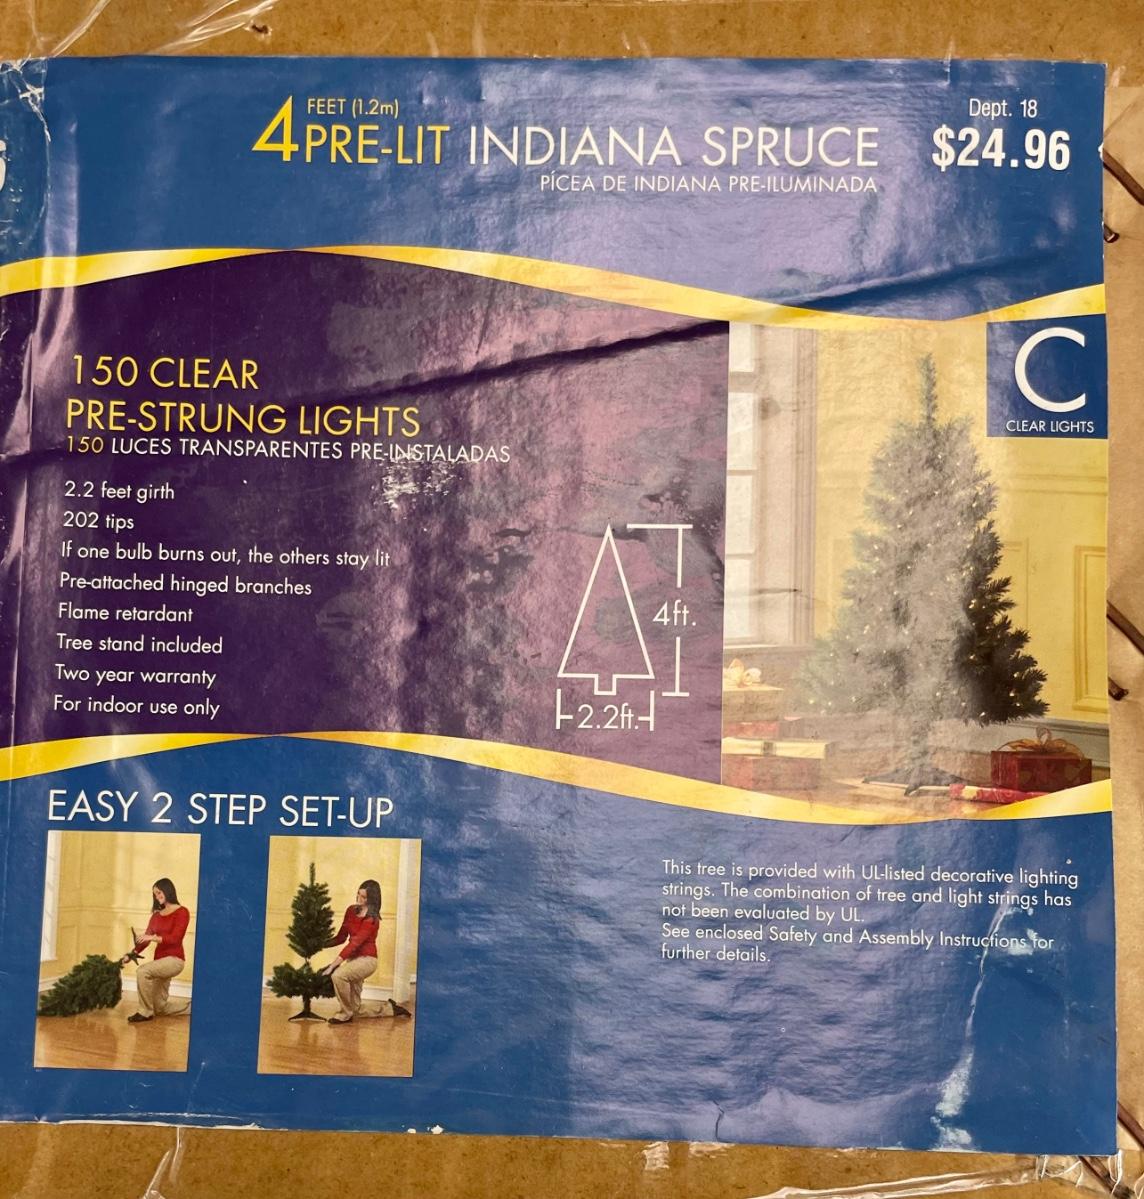 FEET (1.2m)
4 PRE-LIT INDIANA SPRUCE
PÍCEA DE INDIANA PRE-ILUMINADA
Dept. 18
$24.96
150 CLEAR
PRE-STRUNG LIGHTS
150 LUCES TRANSPARENTES PRE-INSTALADAS
2.2 feet girth
202 tips
If one bulb burns out, the others stay lit
Pre-attached hinged branches
Flame retardant
Tree stand included
Two year warranty
For indoor use only
4ft.
2.2ft.
C
CLEAR LIGHTS
EASY 2 STEP SET-UP
This tree is provided with UL-listed decorative lighting
strings. The combination of tree and light strings has
not been evaluated by UL.
See enclosed Safety and Assembly Instructions for
further details.